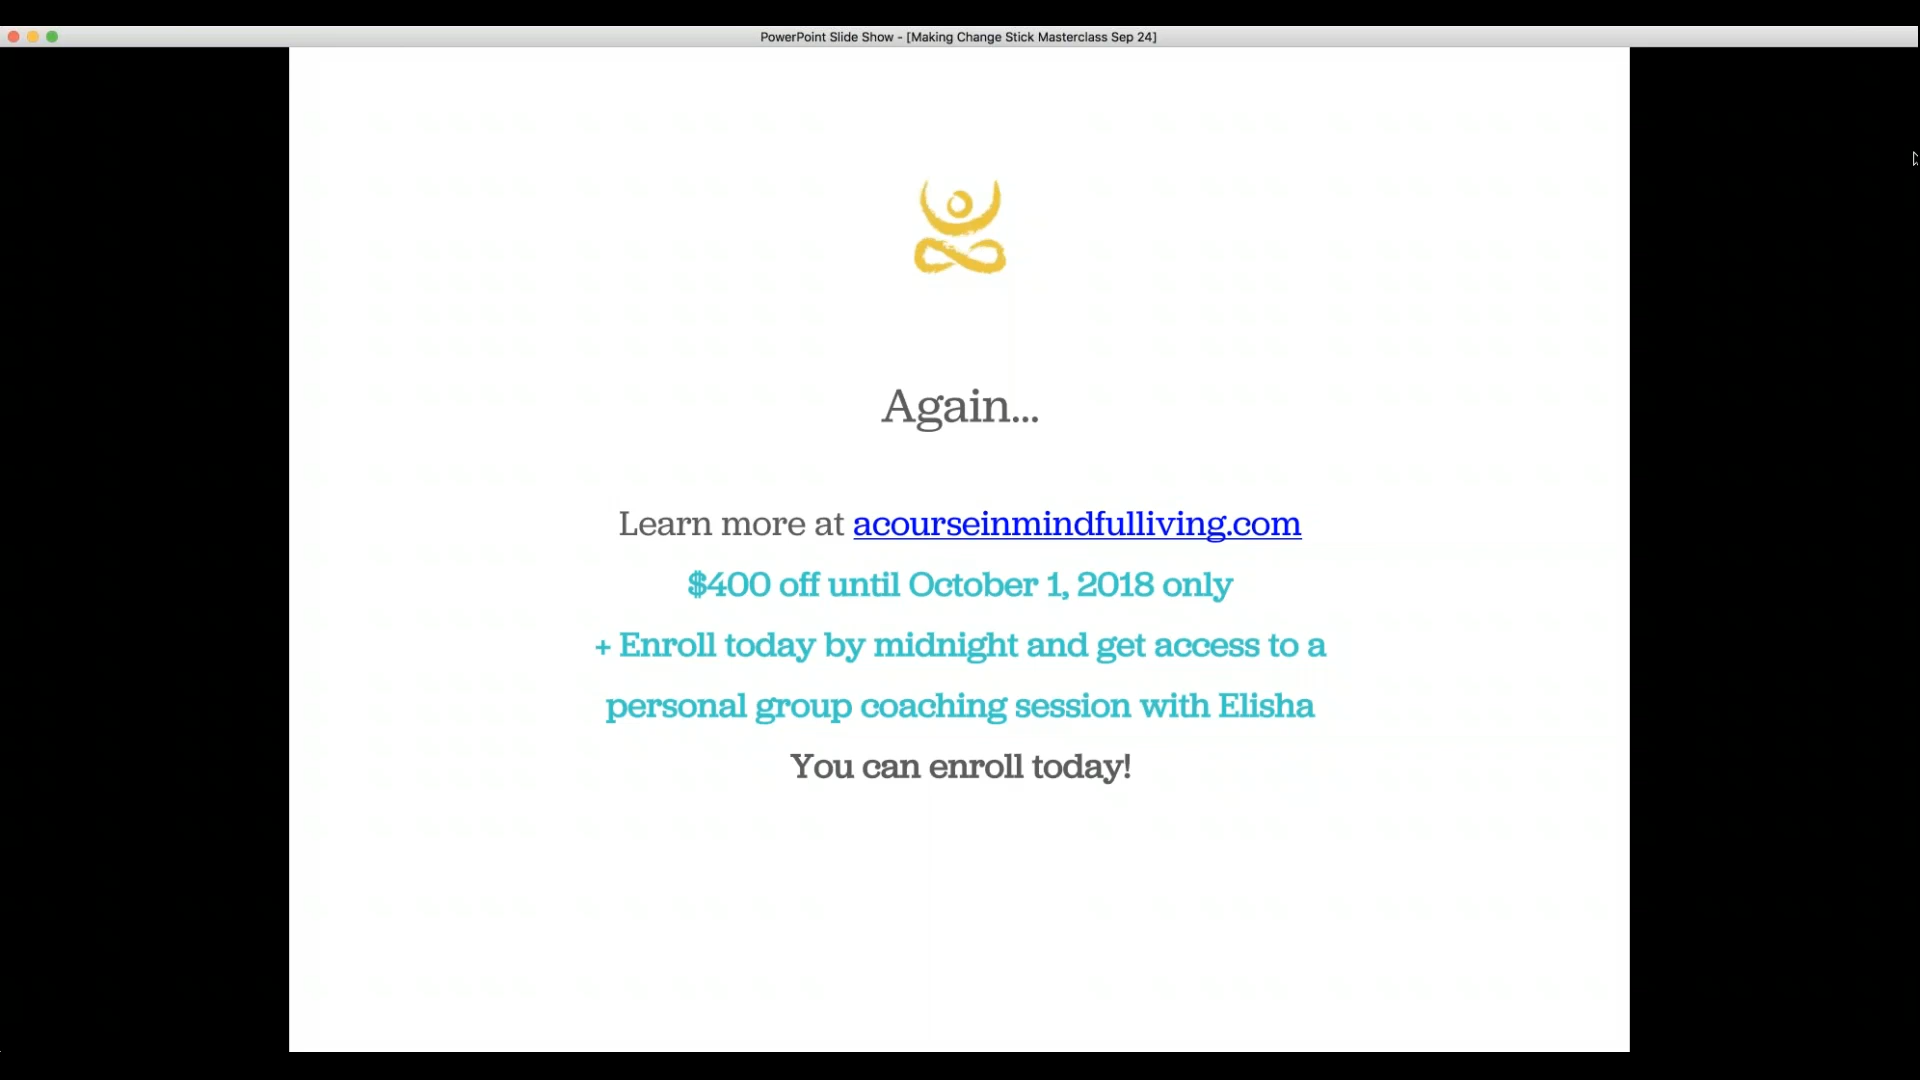 PowerPoint Slide Show - [Making Change Stick Masterclass Sep 24]
Again...
Learn more at acourseinmindfulliving.com
$400 off until October 1, 2018 only
+ Enroll today by midnight and get access to a
personal group coaching session with Elisha
You can enroll today!